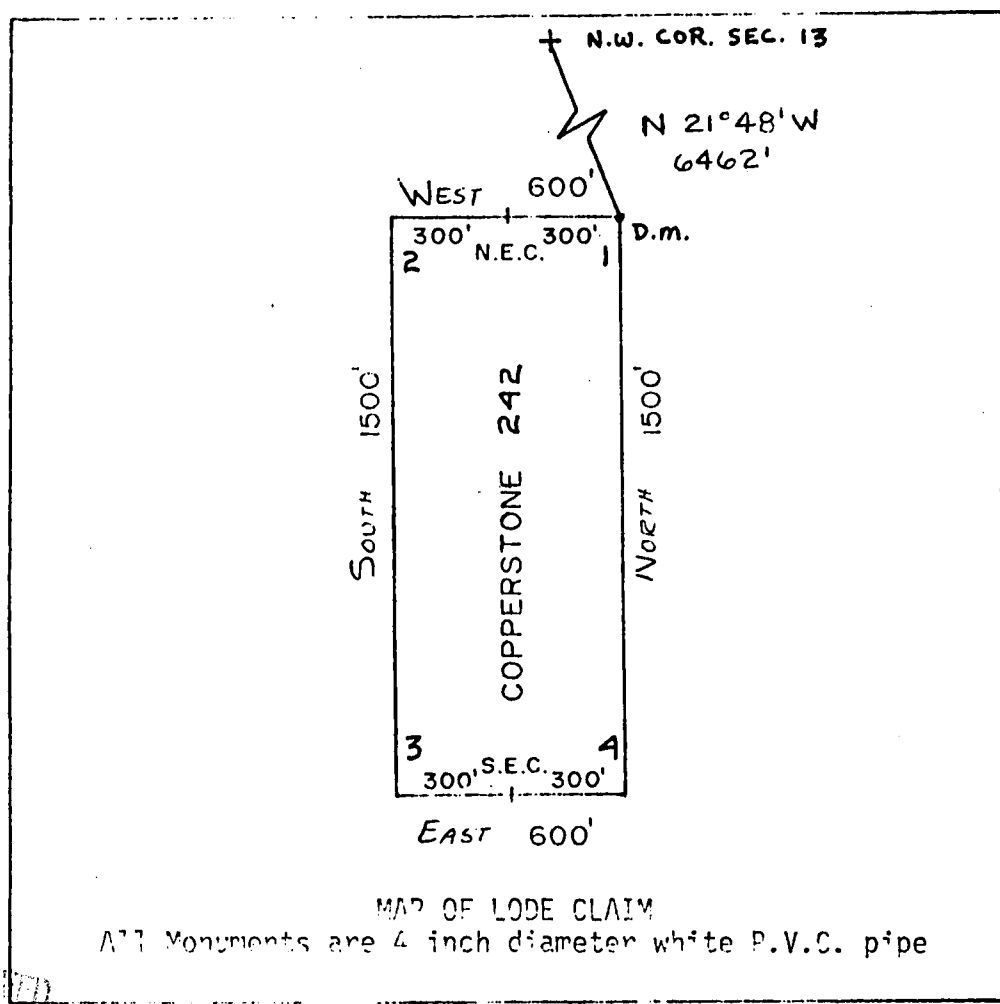 N.W. COR. SEC. 13
N 21°48' W
6462'
WEST 600'
300' 300' D.M.
2 N.E.C. 1
SOUTH 1500'
COPPERSTONE 242
NORTH 1500'
3 4
300' S.E.C. 300'
EAST 600'
MAP OF LODE CLAIM
All Monuments are 4 inch diameter white P.V.C. pipe